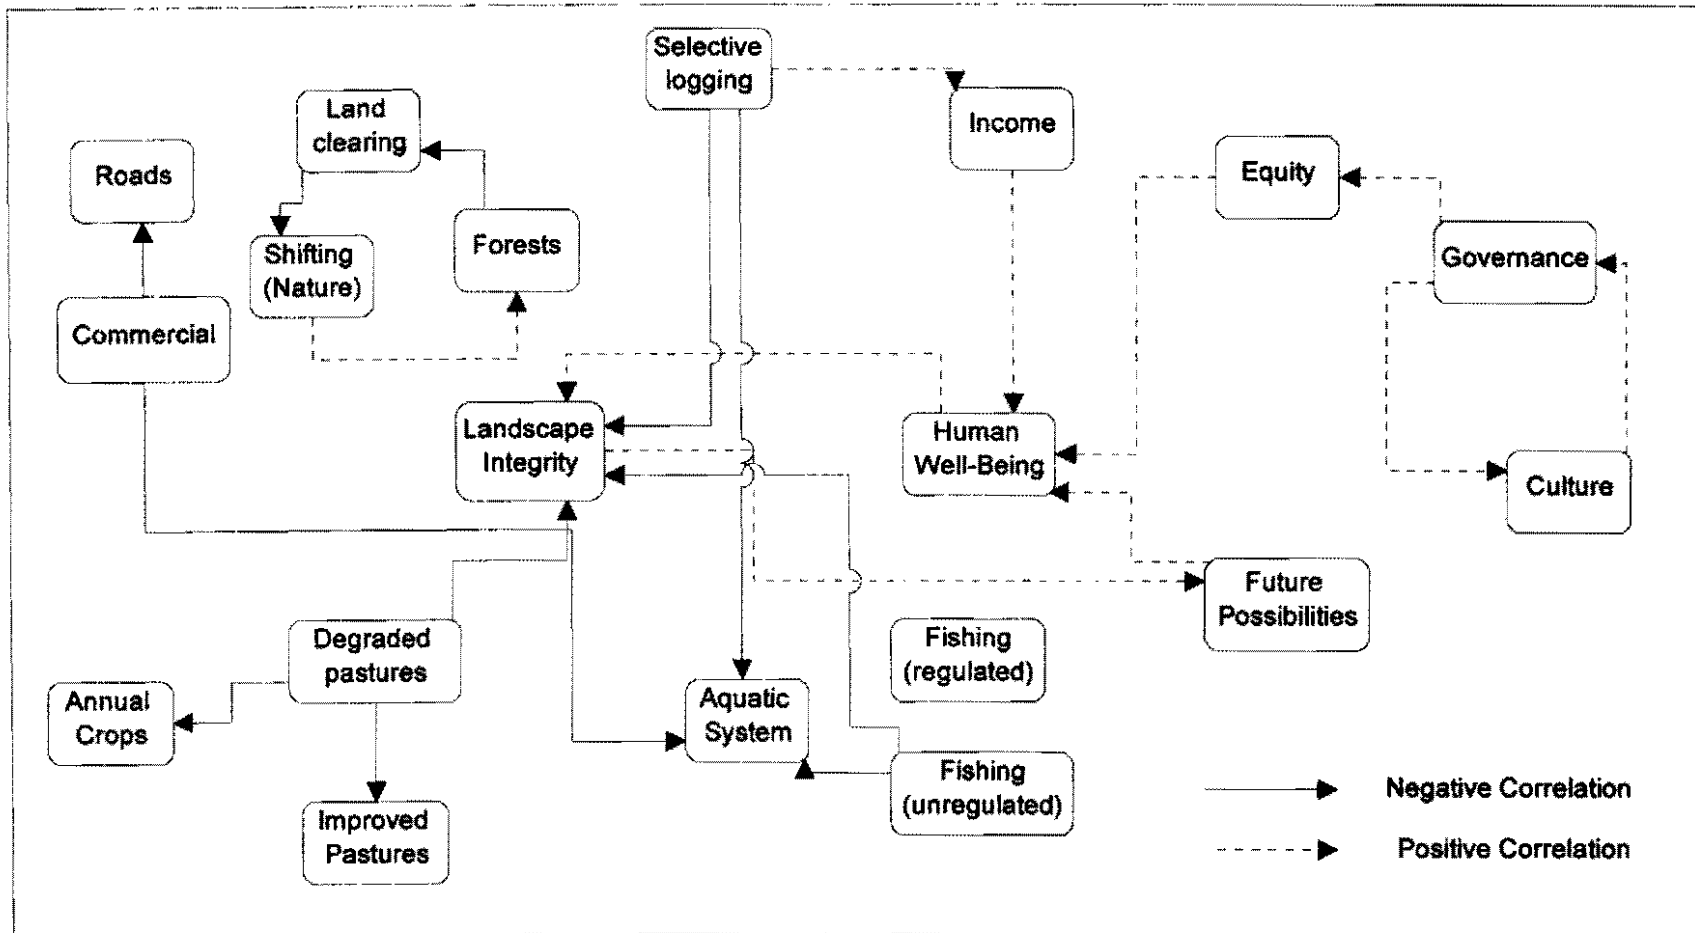 Selective
logging
Land
clearing
Income
Roads
Equity
Shifting
(Nature)
Forests
Governance
Commercial
Landscape
Integrity
Human
Well-Being
Culture
Future
Possibilities
Degraded
pastures
Fishing
(regulated)
Annual
Crops
Aquatic
System
Fishing
(unregulated)
Improved
Pastures
Negative Correlation
Positive Correlation